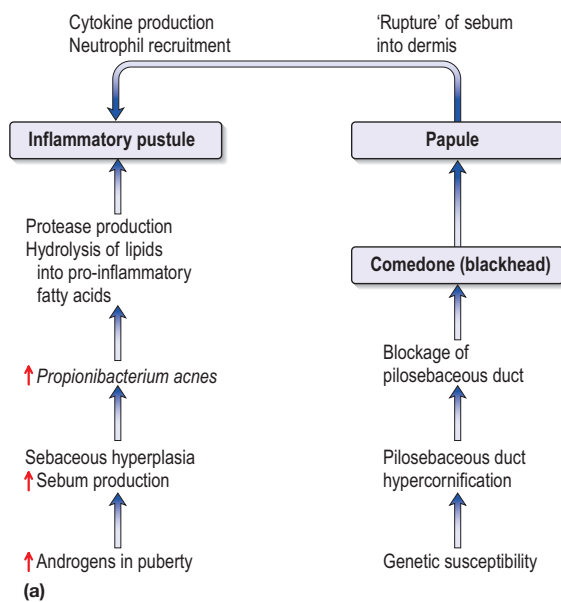 Cytokine production
Neutrophil recruitment
‘Rupture’ of sebum
into dermis
Inflammatory pustule
Papule
Protease production
Hydrolysis of lipids
into pro-inflammatory
fatty acids
Comedone (blackhead)
Propionibacterium acnes
Blockage of
pilosebaceous duct
Sebaceous hyperplasia
Sebum production
Pilosebaceous duct
hypercornification
Androgens in puberty
Genetic susceptibility
(a)